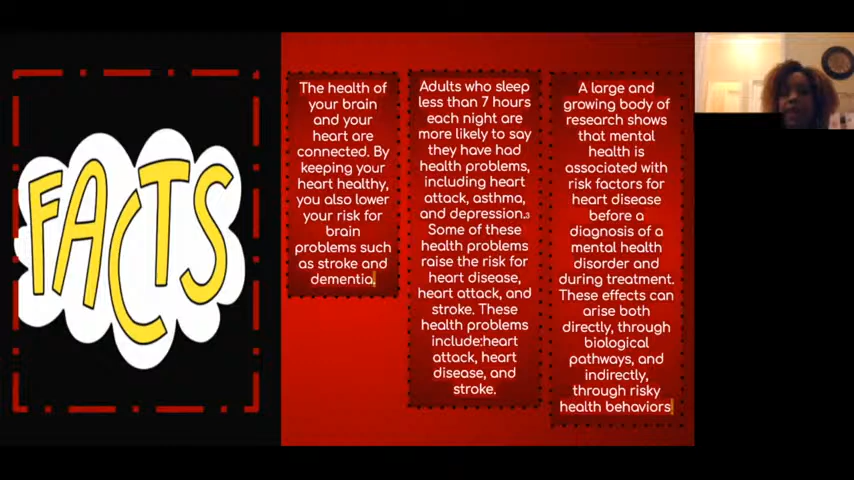 FACTS
The health of
your brain
and your
heart are
connected. By
keeping your
heart healthy,
you also lower
your risk for
brain
problems such
as stroke and
dementia.
Adults who sleep
less than 7 hours
each night are
more likely to say
they have had
health problems,
including heart
attack, asthma,
and depression.3
Some of these
health problems
raise the risk for
heart disease,
heart attack, and
stroke. These
health problems
include:heart
attack, heart
disease, and
stroke.
A large and
growing body of
research shows
that mental
health is
associated with
risk factors for
heart disease
before a
diagnosis of a
mental health
disorder and
during treatment.
These effects can
arise both
directly, through
biological
pathways, and
indirectly,
through risky
health behaviors